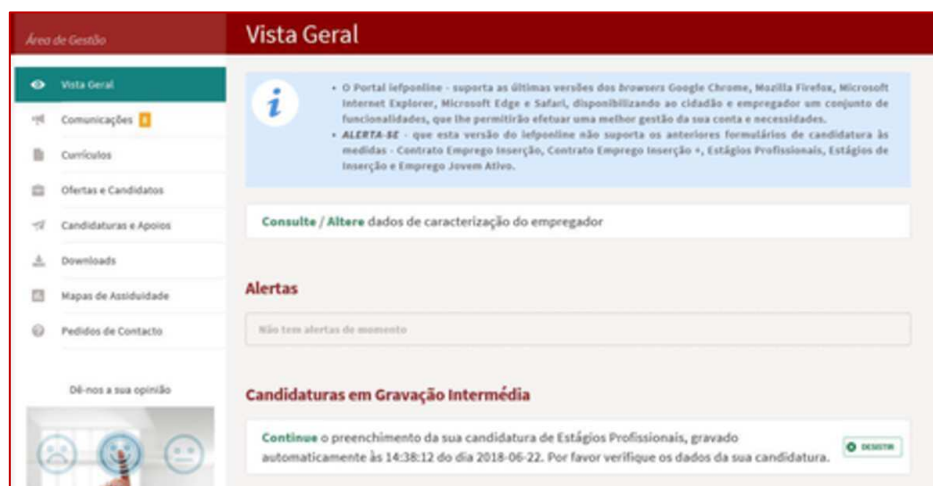 Área de Gestão
Vista Geral
Vista Geral
Comunicações
Currículos
Ofertas e Candidatos
Candidaturas e Apoios
Downloads
Mapas de Assiduidade
Pedidos de Contacto
Dê-nos a sua opinião
• O Portal iefponline - suporta as últimas versões dos browsers Google Chrome, Mozilla Firefox, Microsoft
Internet Explorer, Microsoft Edge e Safari, disponibilizando ao cidadão e empregador um conjunto de
funcionalidades, que lhe permitirão efetuar uma melhor gestão da sua conta e necessidades.
• ALERTA-SE - que esta versão do iefponline não suporta os anteriores formulários de candidatura às
medidas - Contrato Emprego Inserção, Contrato Emprego Inserção +, Estágios Profissionais, Estágios de
Inserção e Emprego Jovem Ativo.
Consulte / Altere dados de caracterização do empregador
Alertas
Não tem alertas de momento
Candidaturas em Gravação Intermédia
Continue o preenchimento da sua candidatura de Estágios Profissionais, gravado
automaticamente às 14:38:12 do dia 2018-06-22. Por favor verifique os dados da sua candidatura.
DESISTIR